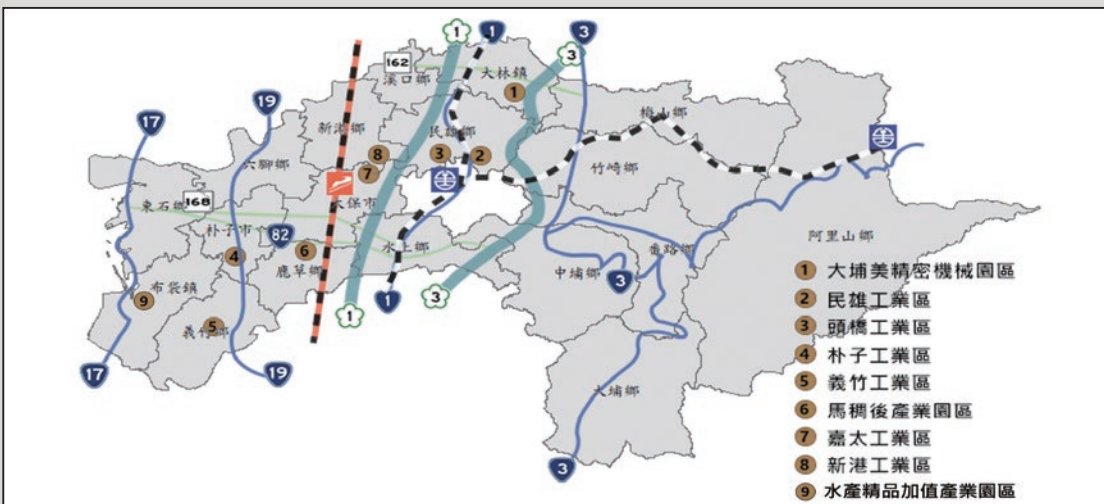 1
1
3
3
162
大林鎮
溪口鄉
1
17
19
新港鄉
民雄鄉
梅山鄉
8
3
2
竹崎鄉
六腳鄉
7
168
太保市
東石鄉
朴子市
82
水上鄉
番路鄉
阿里山鄉
4
6
鹿草鄉
中埔鄉
3
布袋鎮
9
1
3
義竹鄉
5
1
17
19
大埔鄉
3
1 大埔美精密機械園區
2 民雄工業區
3 頭橋工業區
4 朴子工業區
5 義竹工業區
6 馬稠後產業園區
7 嘉太工業區
8 新港工業區
9 水產精品加值產業園區